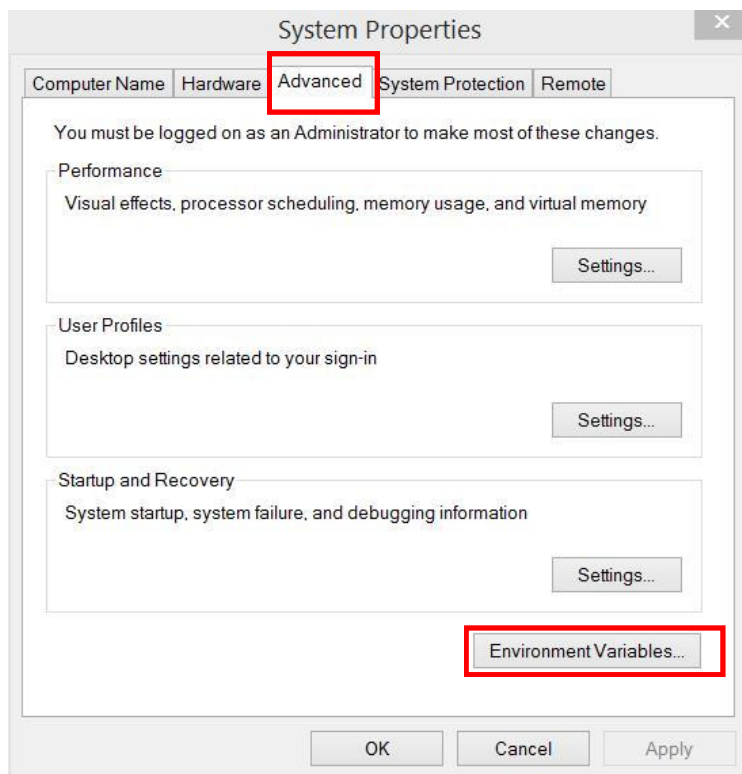 System Properties
Computer Name Hardware Advanced System Protection Remote
You must be logged on as an Administrator to make most of these changes.
Performance
Visual effects, processor scheduling, memory usage, and virtual memory
Settings...
User Profiles
Desktop settings related to your sign-in
Settings...
Startup and Recovery
System startup, system failure, and debugging information
Settings...
Environment Variables...
OK Cancel Apply